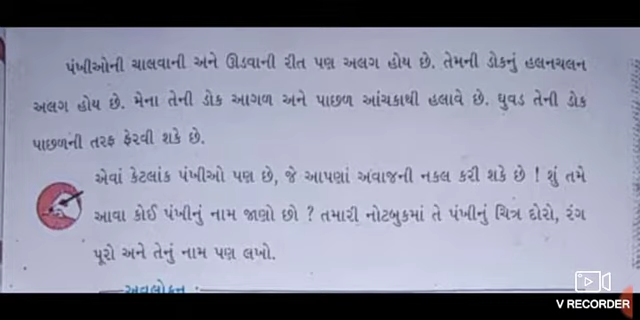 પંખીઓની ચાલવાની અને ઊડવાની રીત પણ અલગ હોય છે. તેમની ડોકનું હલનચલન
અલગ હોય છે. મેના તેની ડોક આગળ અને પાછળ આંચકાથી હલાવે છે. ઘુવડ તેની ડોક
પાછળની તરફ ફેરવી શકે છે.
એવાં કેટલાંક પંખીઓ પણ છે, જે આપણાં અવાજની નકલ કરી શકે છે ! શું તમે
આવા કોઈ પંખીનું નામ જાણો છો ? તમારી નોટબુકમાં તે પંખીનું ચિત્ર દોરો, રંગ
પૂરો અને તેનું નામ પણ લખો.
અવલોકન :
V RECORDER